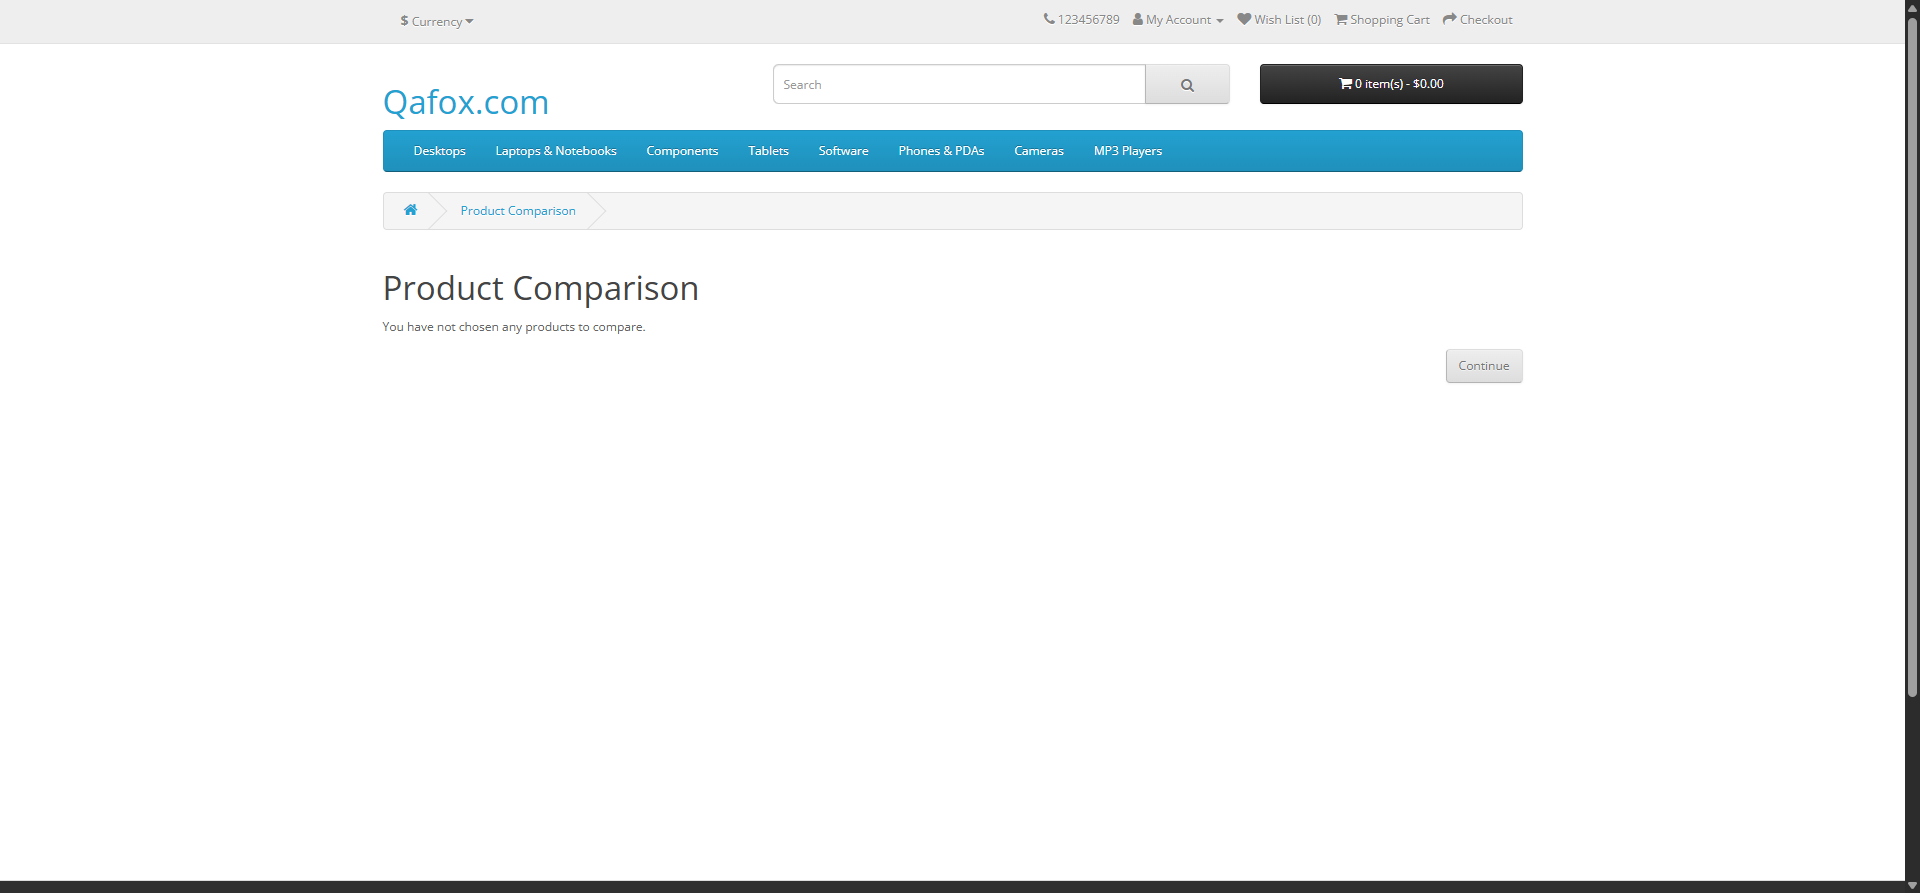 $ Currency
123456789 My Account Wish List (0) Shopping Cart Checkout
Qafox.com
Search
0 item(s) - $0.00
Desktops Laptops & Notebooks Components Tablets Software Phones & PDAs Cameras MP3 Players
Product Comparison
Product Comparison
You have not chosen any products to compare.
Continue